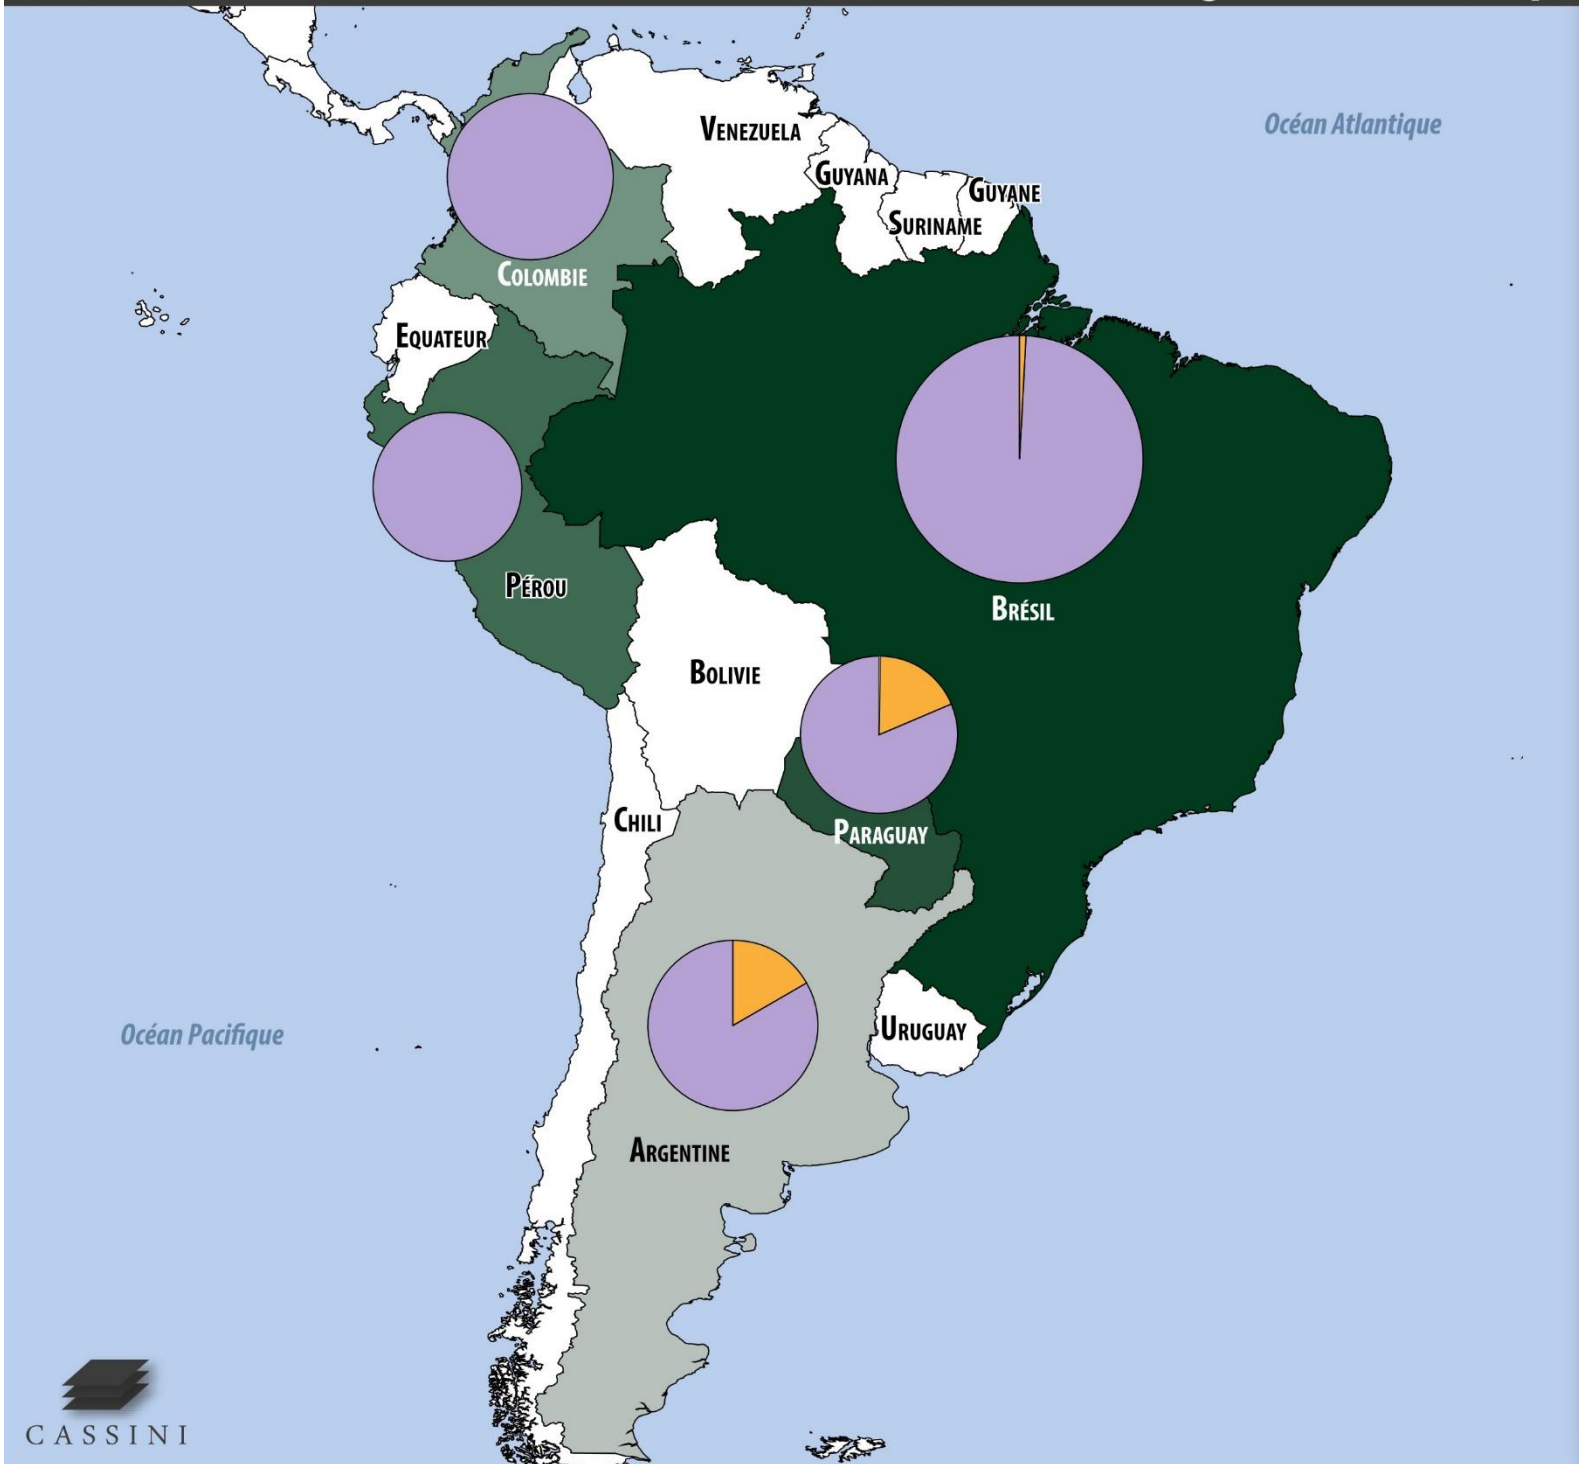 Océan Atlantique
VENEZUELA
GUYANA
GUYANE
SURINAME
COLOMBIE
EQUATEUR
PÉROU
BRÉSIL
BOLIVIE
CHILI
PARAGUAY
Océan Pacifique
URUGUAY
ARGENTINE
CASSINI